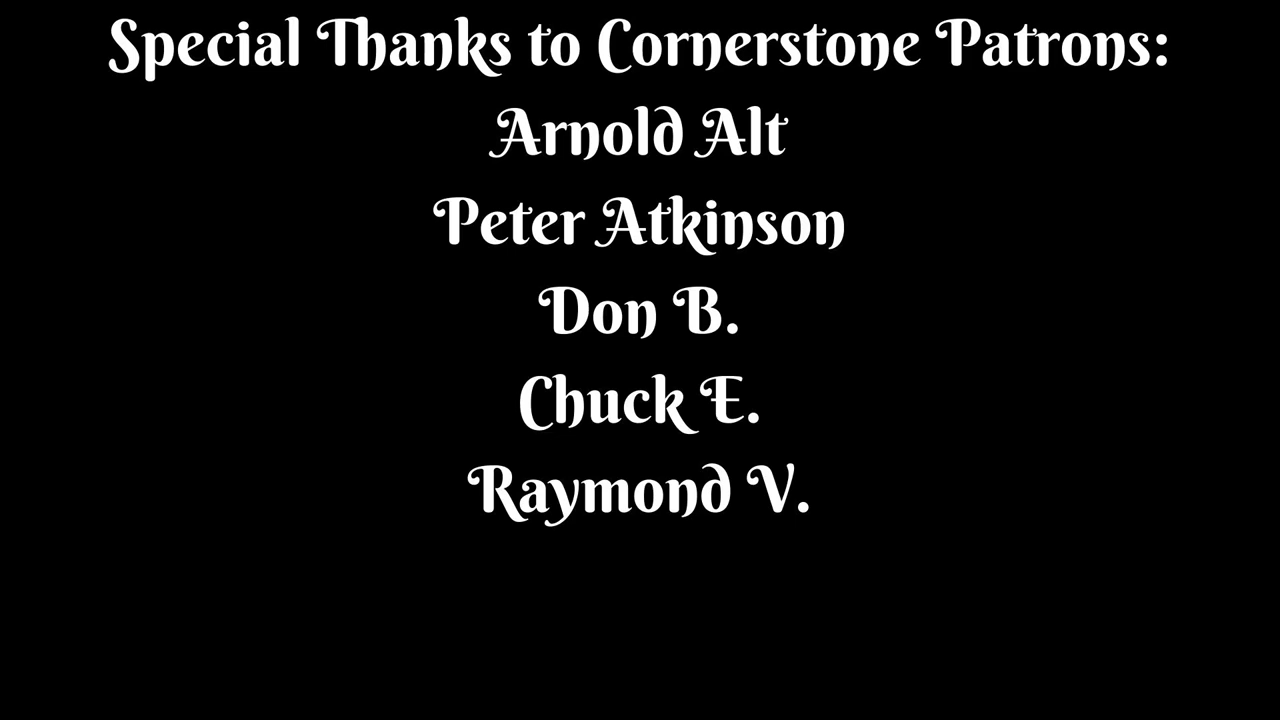 Special Thanks to Cornerstone Patrons:
Arnold Alt
Peter Atkinson
Don B.
Chuck E.
Raymond V.